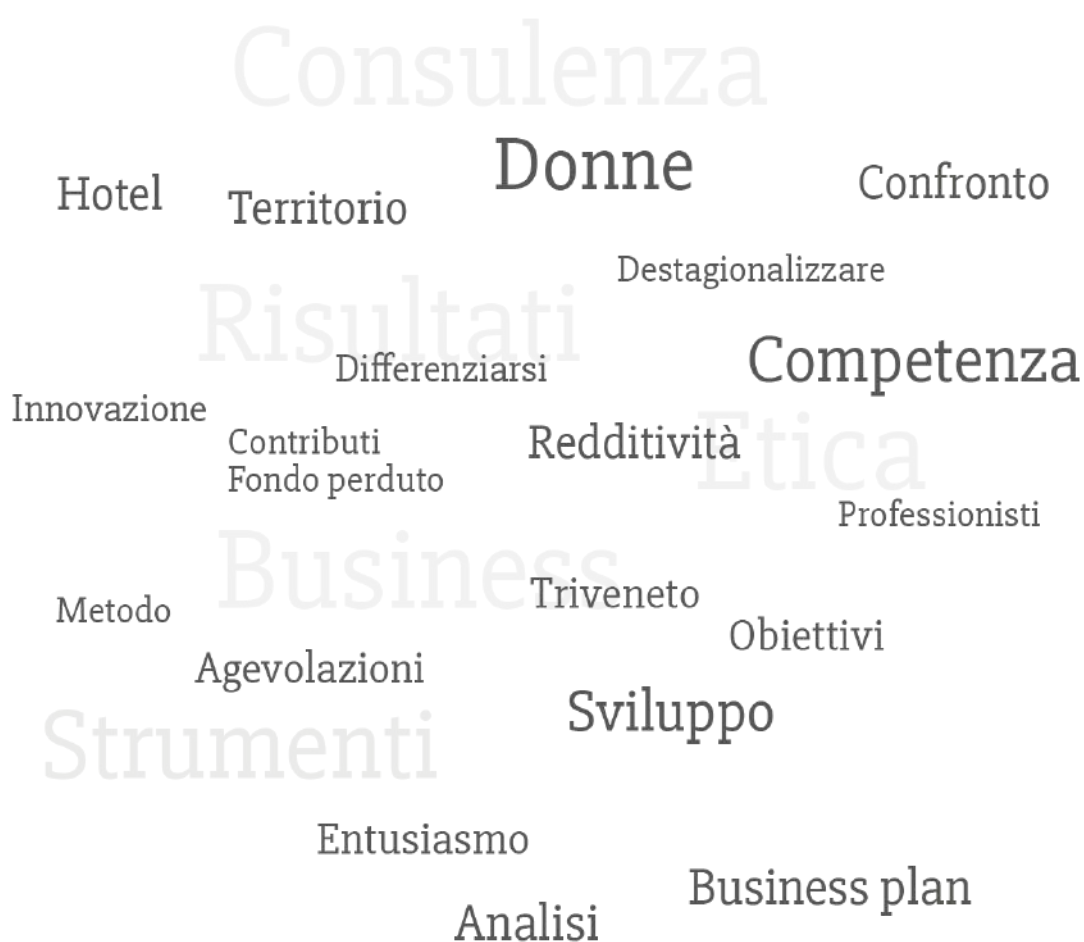 Consulenza
Donne
Hotel
Territorio
Confronto
Destagionalizzare
Risultati
Differenziarsi
Competenza
Innovazione
Contributi
Fondo perduto
Redditività
Etica
Professionisti
Business
Triveneto
Metodo
Obiettivi
Agevolazioni
Sviluppo
Strumenti
Entusiasmo
Business plan
Analisi